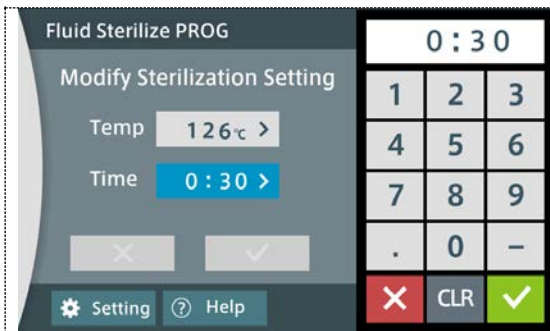 Fluid Sterilize PROG
Modify Sterilization Setting
Temp 126℃ >
Time 0:30 >
Setting ? Help
0:30
1 2 3
4 5 6
7 8 9
. 0 -
CLR